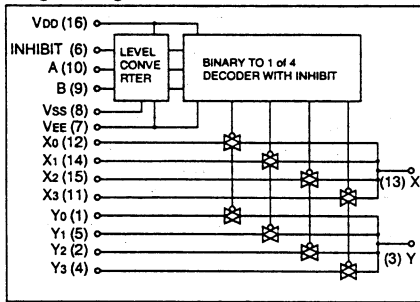 VDD (16)
INHIBIT (6)
A (10)
B (9)
VSS (8)
VEE (7)
LEVEL
CONVE
RTER
BINARY TO 1 of 4
DECODER WITH INHIBIT
X0 (12)
X1 (14)
X2 (15)
X3 (11)
(13) X
Y0 (1)
Y1 (5)
Y2 (2)
Y3 (4)
(3) Y